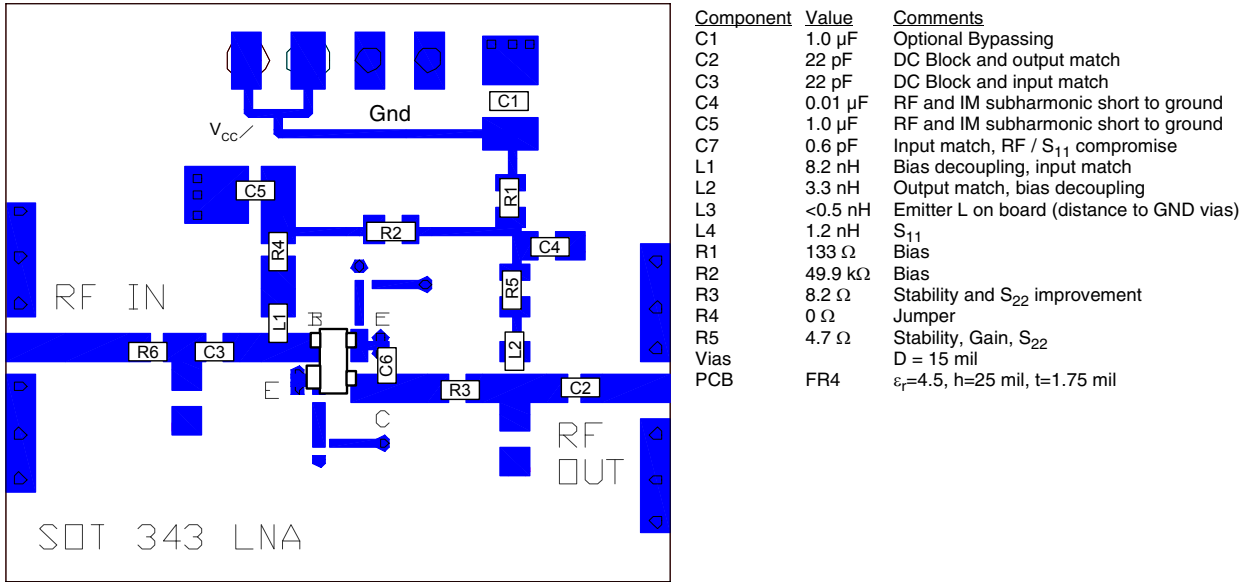 C1
Gnd
VCC
C5
R1
R2
C4
R4
R5
RF IN
L1
B
E
R6
C3
L2
C6
E
R3
C2
C
RF
OUT
SOT 343 LNA
Component Value Comments
C1 1.0 µF Optional Bypassing
C2 22 pF DC Block and output match
C3 22 pF DC Block and input match
C4 0.01 µF RF and IM subharmonic short to ground
C5 1.0 µF RF and IM subharmonic short to ground
C7 0.6 pF Input match, RF / S11 compromise
L1 8.2 nH Bias decoupling, input match
L2 3.3 nH Output match, bias decoupling
L3 <0.5 nH Emitter L on board (distance to GND vias)
L4 1.2 nH S11
R1 133 Ω Bias
R2 49.9 kΩ Bias
R3 8.2 Ω Stability and S22 improvement
R4 0 Ω Jumper
R5 4.7 Ω Stability, Gain, S22
Vias D = 15 mil
PCB FR4 εr=4.5, h=25 mil, t=1.75 mil